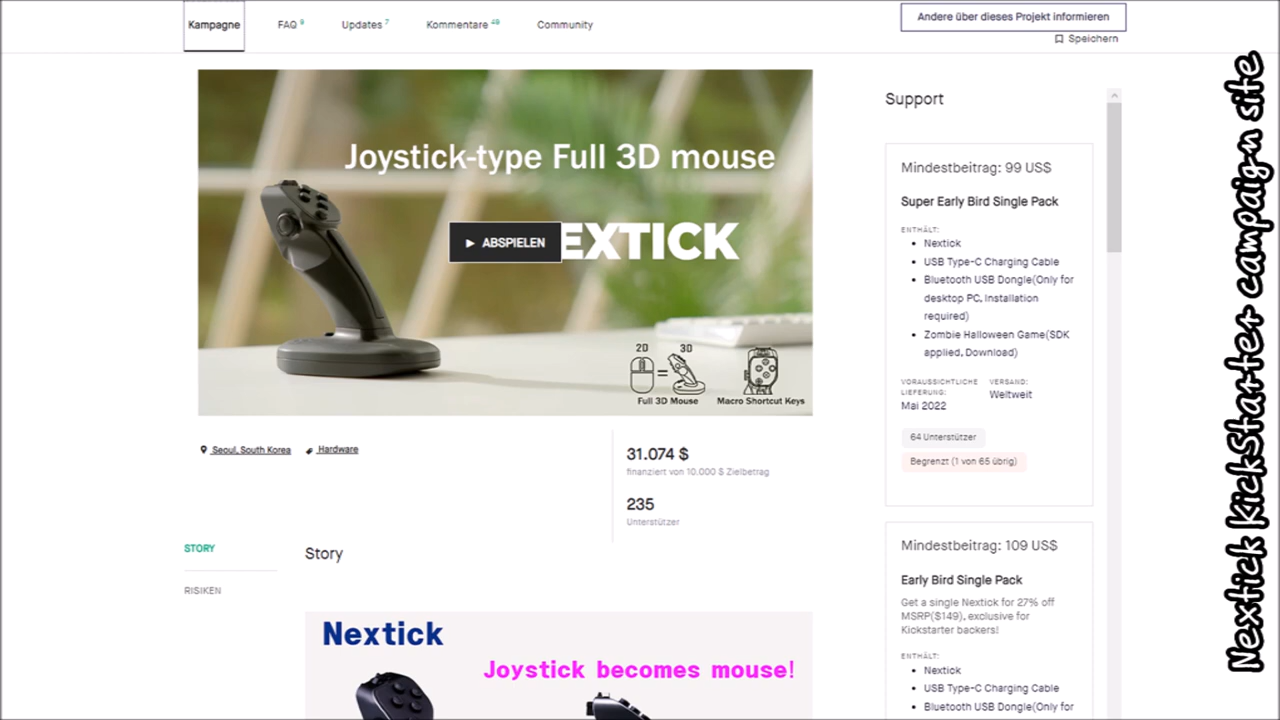 Kampagne
FAQ 9
Updates 7
Kommentare 49
Community
Andere über dieses Projekt informieren
Speichern
Joystick-type Full 3D mouse
ABSPIELEN
EXTICK
2D
3D
Full 3D Mouse
Macro Shortcut Keys
Seoul, South Korea
Hardware
31.074 $
finanziert von 10.000 $ Zielbetrag
235
Unterstützer
STORY
RISIKEN
Story
Nextick
Joystick becomes mouse!
Support
Mindestbeitrag: 99 US$
Super Early Bird Single Pack
ENTHÄLT:
Nextick
USB Type-C Charging Cable
Bluetooth USB Dongle(Only for
desktop PC, Installation
required)
Zombie Halloween Game(SDK
applied, Download)
VORAUSSICHTLICHE
LIEFERUNG:
Mai 2022
VERSAND:
Weltweit
64 Unterstützer
Begrenzt (1 von 65 übrig)
Mindestbeitrag: 109 US$
Early Bird Single Pack
Get a single Nextick for 27% off
MSRP($149), exclusive for
Kickstarter backers!
ENTHÄLT:
Nextick
USB Type-C Charging Cable
Bluetooth USB Dongle(Only for
Nextick KickStarter campaign site